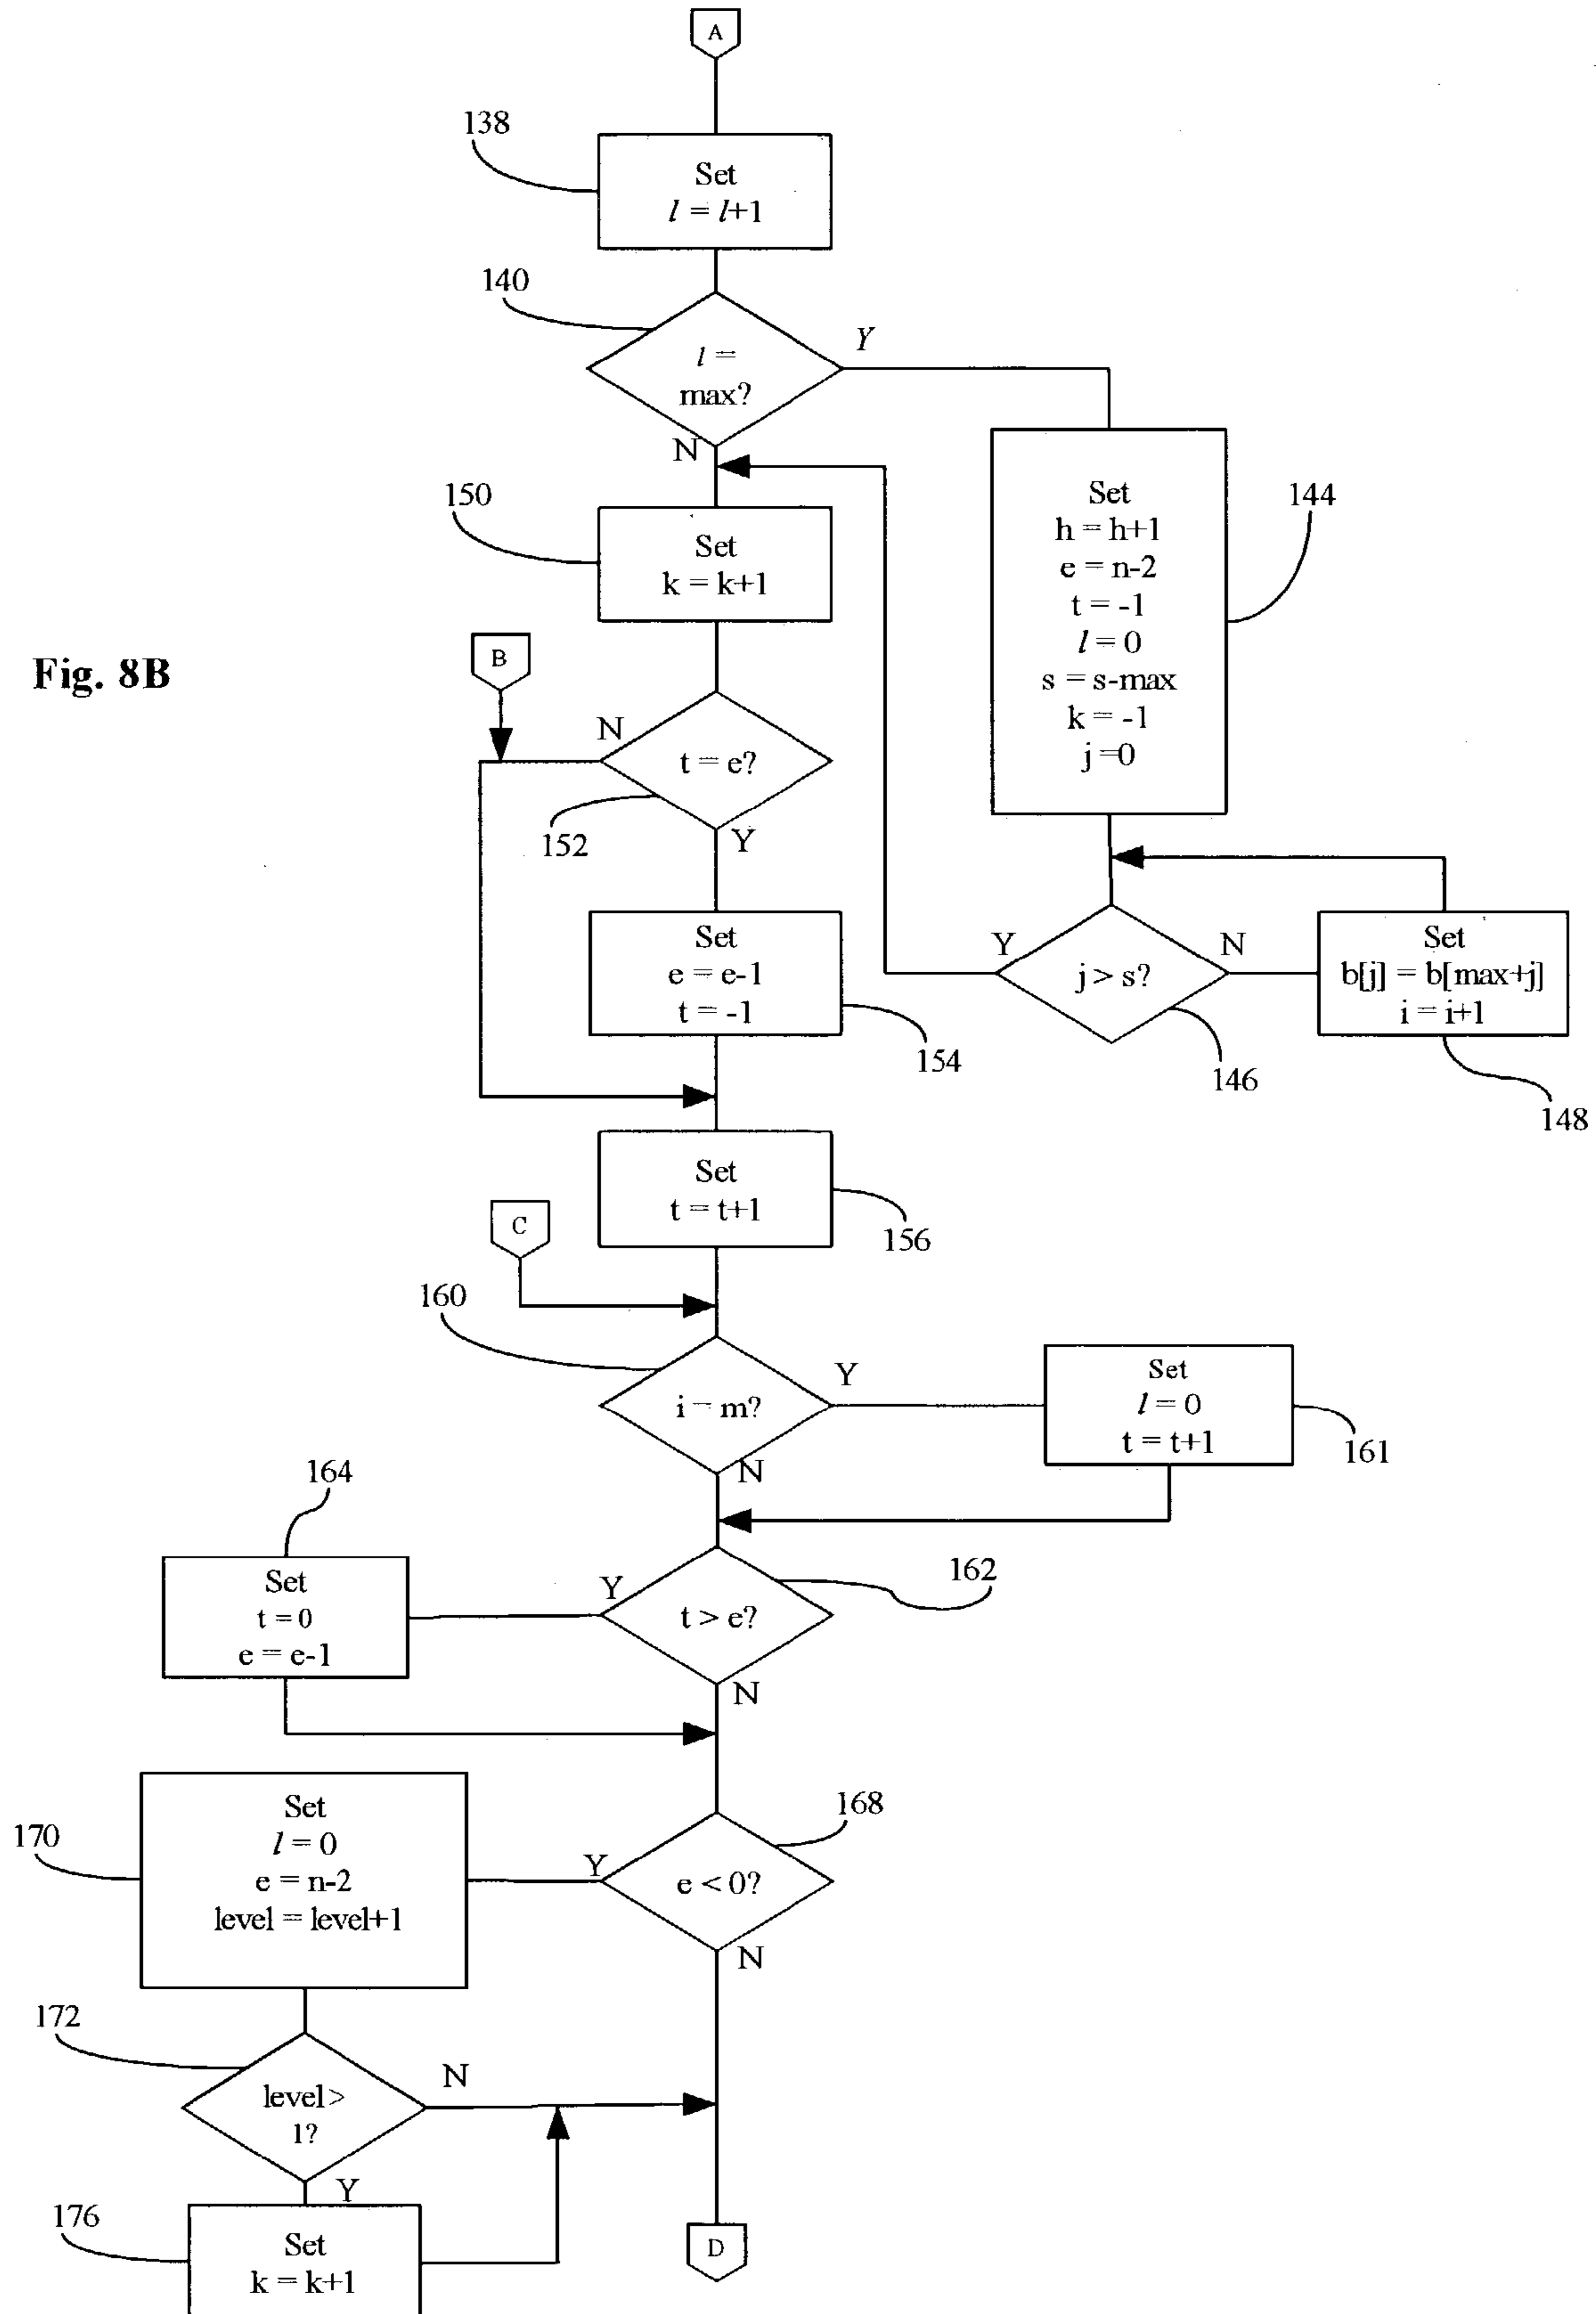 A
138
Set
l = l+1
140
l =
max?
Y
N
150
Set
k = k+1
Set
h = h+1
e = n-2
t = -1
l = 0
s = s-max
k = -1
j =0
144
Fig. 8B
B
N
t = e?
152
Y
Y
j > s?
N
146
Set
b[j] = b[max+j]
i = i+1
148
Set
e = e-1
t = -1
154
Set
t = t+1
156
C
160
i = m?
Y
N
Set
l = 0
t = t+1
161
164
Set
t = 0
e = e-1
Y
t > e?
162
N
170
Set
l = 0
e = n-2
level = level+1
Y
e < 0?
168
N
172
level >
1?
N
Y
176
Set
k = k+1
D